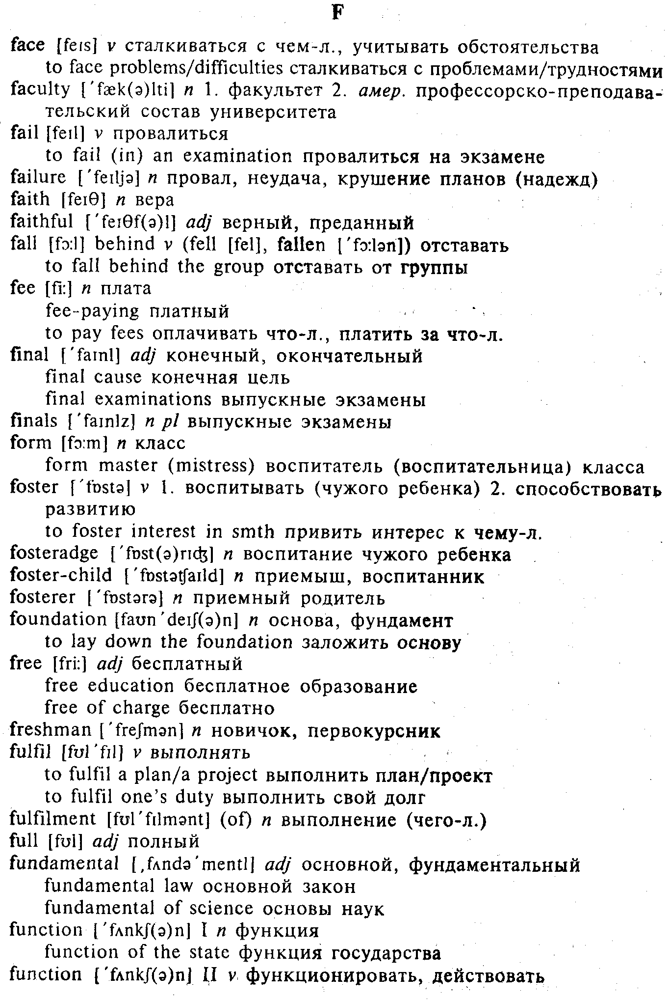 F
face [feɪs] v сталкиваться с чем-л., учитывать обстоятельства
to face problems/difficulties сталкиваться с проблемами/трудностями
faculty [ˈfæk(ə)lti] n 1. факультет 2. амер. профессорско-преподава-
тельский состав университета
fail [feɪl] v провалиться
to fail (in) an examination провалиться на экзамене
failure [ˈfeɪljə] n провал, неудача, крушение планов (надежд)
faith [feɪθ] n вера
faithful [ˈfeɪθf(ə)l] adj верный, преданный
fall [fɔ:l] behind v (fell [fel], fallen [ˈfɔ:lən]) отставать
to fall behind the group отставать от группы
fee [fi:] n плата
fee-paying платный
to pay fees оплачивать что-л., платить за что-л.
final [ˈfaɪnl] adj конечный, окончательный
final cause конечная цель
final examinations выпускные экзамены
finals [ˈfaɪnlz] n pl выпускные экзамены
form [fɔ:m] n класс
form master (mistress) воспитатель (воспитательница) класса
foster [ˈfɒstə] v 1. воспитывать (чужого ребенка) 2. способствовать
развитию
to foster interest in smth привить интерес к чему-л.
fosteradge [ˈfɒst(ə)rɪʤ] n воспитание чужого ребенка
foster-child [ˈfɒstəʧaɪld] n приемыш, воспитанник
fosterer [ˈfɒstərə] n приемный родитель
foundation [faʊnˈdeɪʃ(ə)n] n основа, фундамент
to lay down the foundation заложить основу
free [fri:] adj бесплатный
free education бесплатное образование
free of charge бесплатно
freshman [ˈfreʃmən] n новичок, первокурсник
fulfil [fʊlˈfɪl] v выполнять
to fulfil a plan/a project выполнить план/проект
to fulfil one's duty выполнить свой долг
fulfilment [fʊlˈfɪlmənt] (of) n выполнение (чего-л.)
full [fʊl] adj полный
fundamental [ˌfʌndəˈmentl] adj основной, фундаментальный
fundamental law основной закон
fundamental of science основы наук
function [ˈfʌnkʃ(ə)n] I n функция
function of the state функция государства
function [ˈfʌnkʃ(ə)n] II v функционировать, действовать